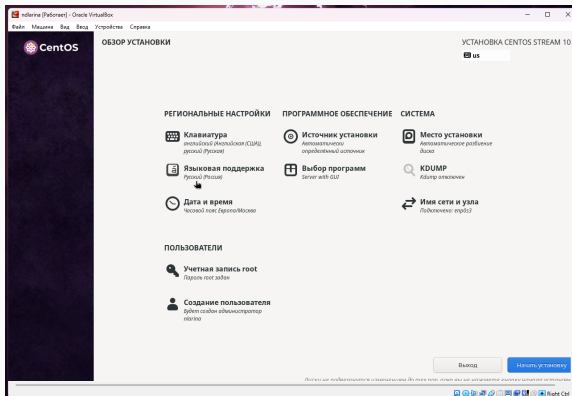 ndlarina [Работает] - Oracle VirtualBox
Файл Машина Вид Ввод Устройства Справка
CentOS
ОБЗОР УСТАНОВКИ
УСТАНОВКА CENTOS STREAM 10
us
РЕГИОНАЛЬНЫЕ НАСТРОЙКИ
Клавиатура
английский (Английская (США)),
русский (Русская)
Языковая поддержка
Русский (Россия)
Дата и время
Часовой пояс Европа/Москва
ПРОГРАММНОЕ ОБЕСПЕЧЕНИЕ
Источник установки
Автоматически
определённый источник
Выбор программ
Server with GUI
СИСТЕМА
Место установки
Автоматическое разбиение
диска
KDUMP
Kdump отключен
Имя сети и узла
Подключено: enp0s3
ПОЛЬЗОВАТЕЛИ
Учетная запись root
Пароль root задан
Создание пользователя
Будет создан администратор
nlarina
Выход
Начать установку
Right Ctrl